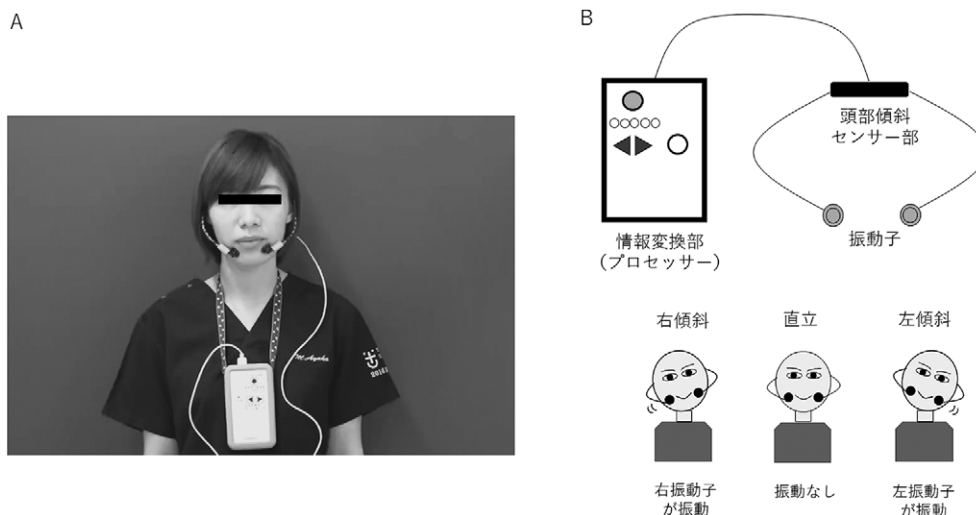 A
M.Ayaka
B
頭部傾斜
センサー部
振動子
情報変換部
(プロセッサー)
右傾斜
直立
左傾斜
右振動子
が振動
振動なし
左振動子
が振動